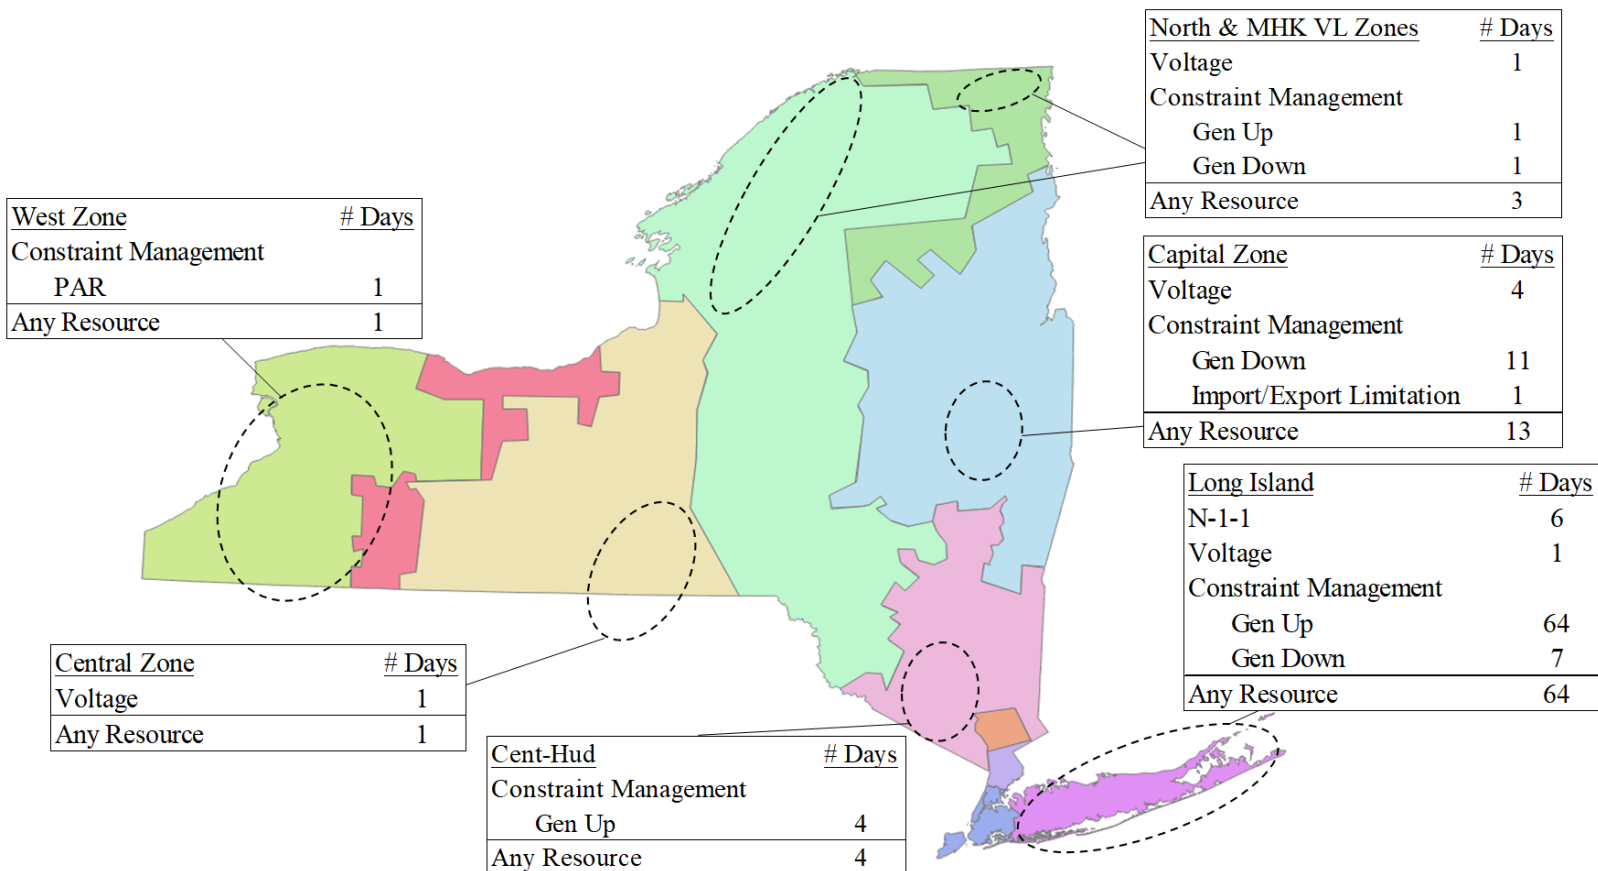 North & MHK VL Zones # Days
Voltage 1
Constraint Management
Gen Up 1
Gen Down 1
Any Resource 3
West Zone # Days
Constraint Management
PAR 1
Any Resource 1
Capital Zone # Days
Voltage 4
Constraint Management
Gen Down 11
Import/Export Limitation 1
Any Resource 13
Long Island # Days
N-1-1 6
Voltage 1
Constraint Management
Gen Up 64
Gen Down 7
Any Resource 64
Central Zone # Days
Voltage 1
Any Resource 1
Cent-Hud # Days
Constraint Management
Gen Up 4
Any Resource 4